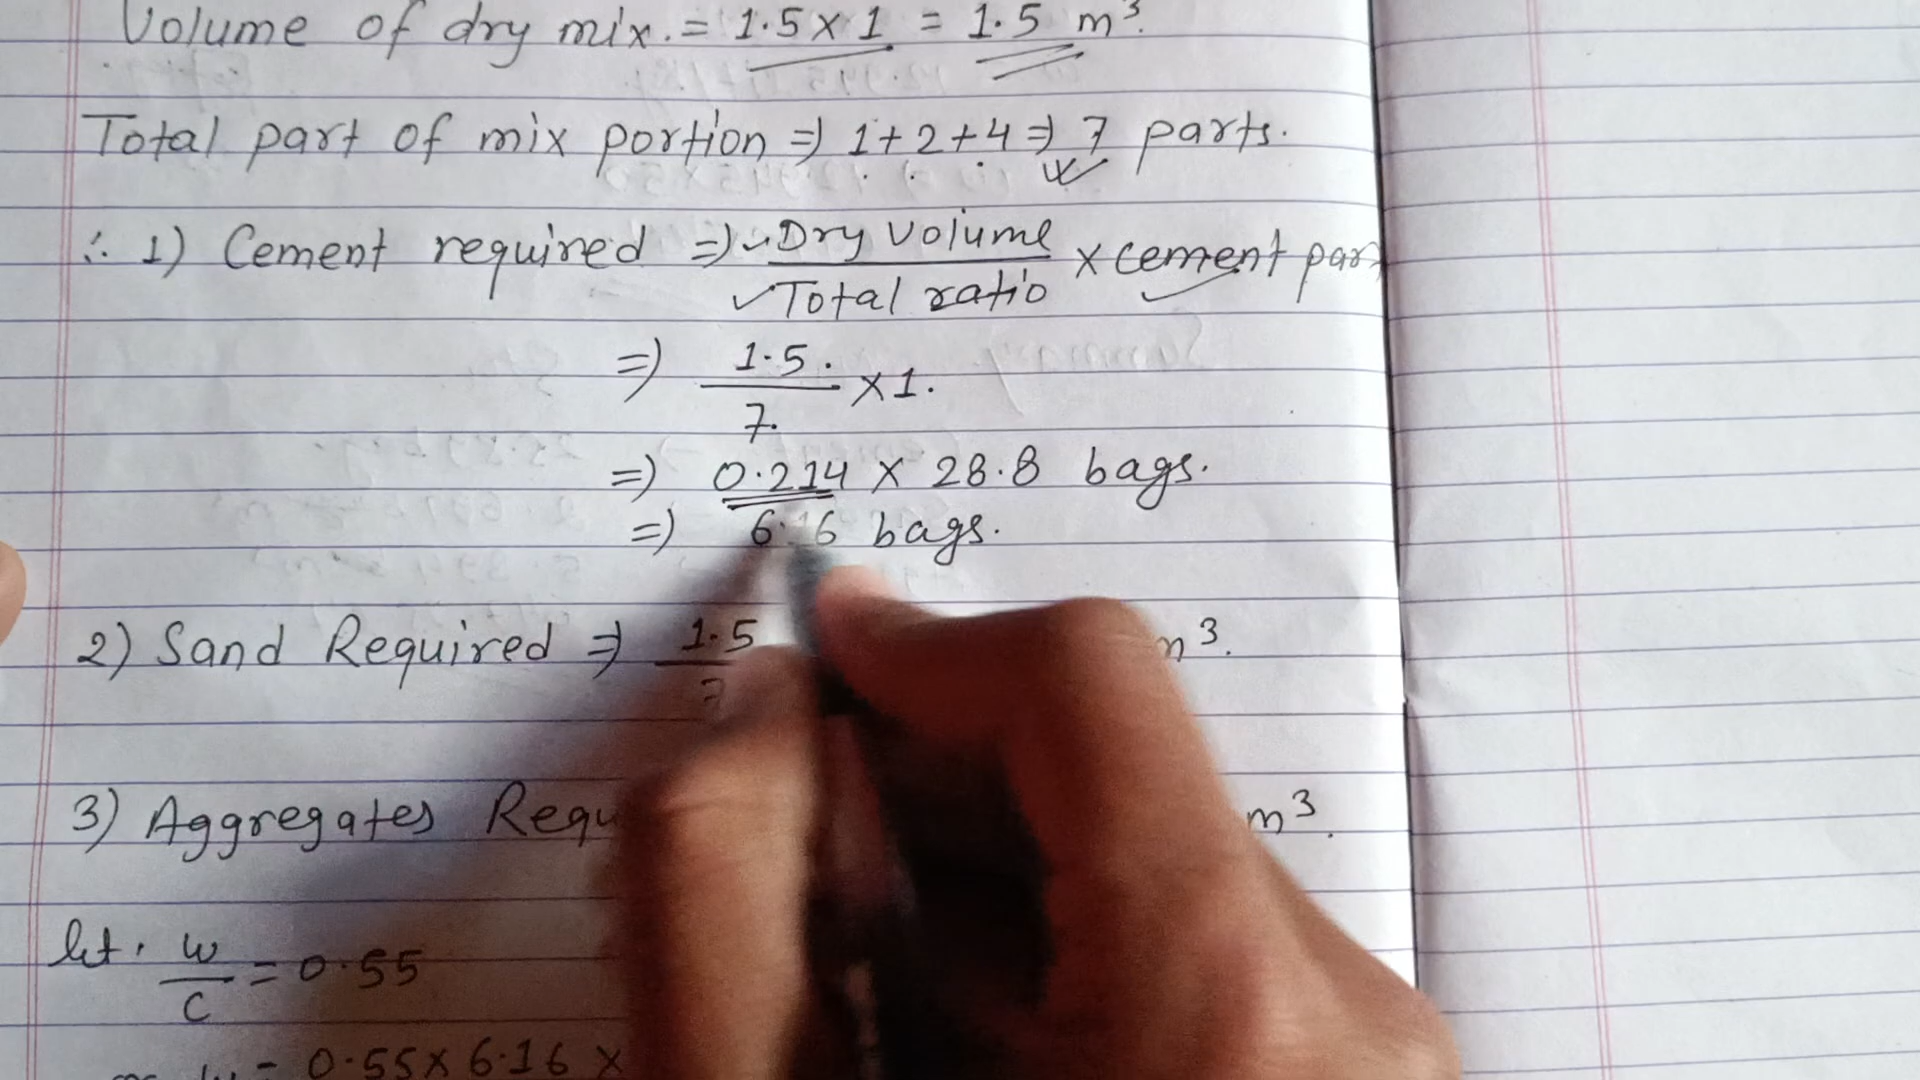 Volume of dry mix. = 1.5 x 1 = 1.5 m³.
Total part of mix portion ⇒ 1+2+4 ⇒ 7 parts.
∴ 1) Cement required ⇒ Dry volume / Total ratio × cement part
⇒ 1.5 / 7 × 1.
⇒ 0.214 × 28.8 bags.
⇒ 6.16 bags.
2) Sand Required ⇒ 1.5 / 7 m³.
3) Aggregates Requ m³.
let, w/c = 0.55
w = 0.55 × 6.16 ×